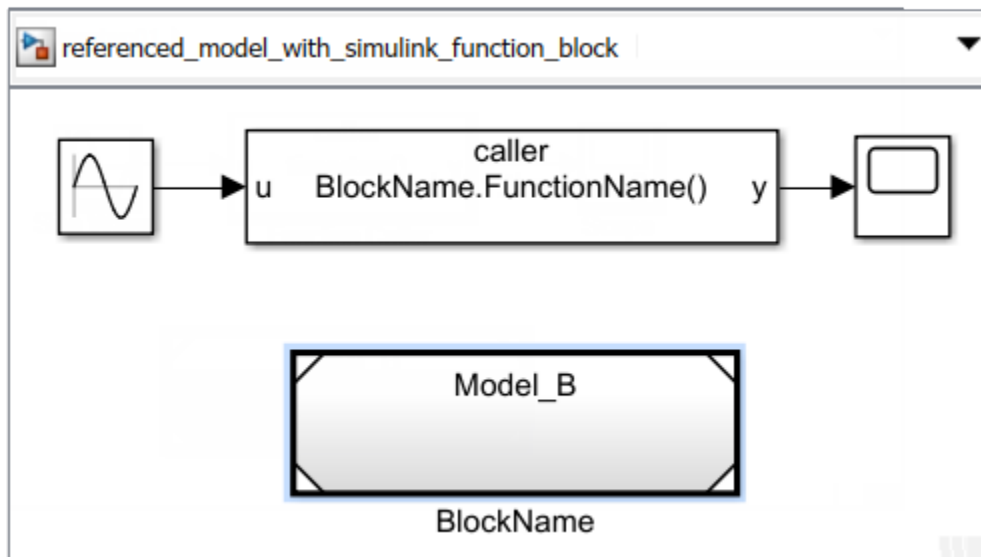 referenced_model_with_simulink_function_block
caller
u BlockName.FunctionName() y
Model_B
BlockName